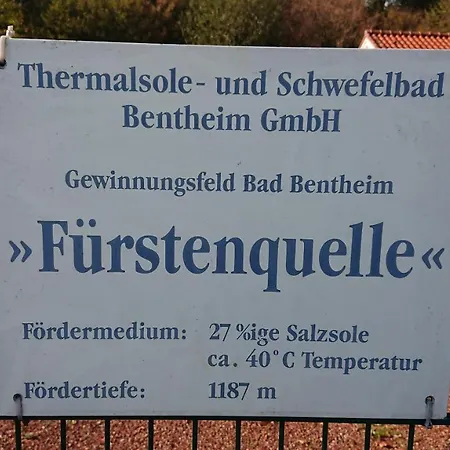 Thermalsole- und Schwefelbad
Bentheim GmbH
Gewinnungsfeld Bad Bentheim
»Fürstenquelle«
Fördermedium: 27 %ige Salzsole
ca. 40°C Temperatur
Fördertiefe: 1187 m